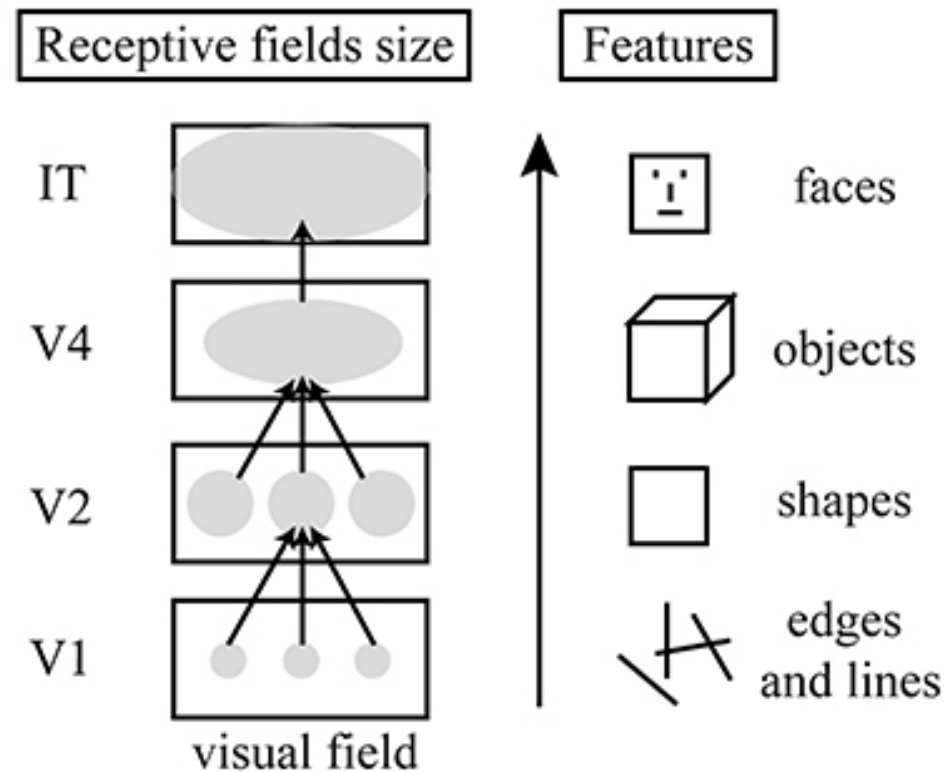 Receptive fields size
Features
IT
faces
V4
objects
V2
shapes
V1
edges
and lines
visual field